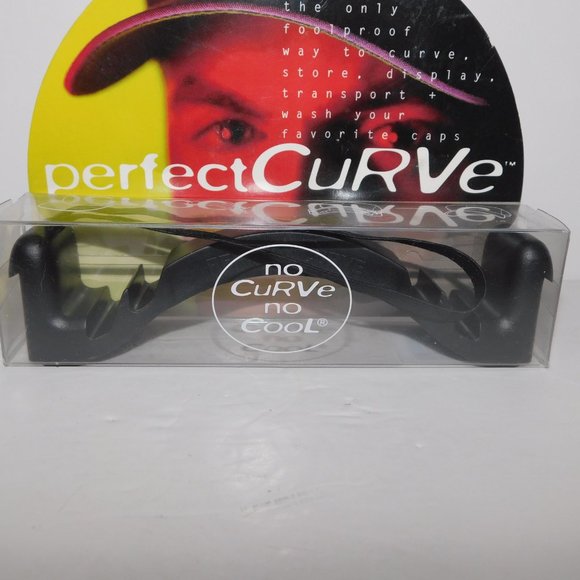 the only
foolproof
way to curve,
store, display,
transport +
wash your
favorite caps
perfectCuRVe™
no
CuRVe
no
CooL®